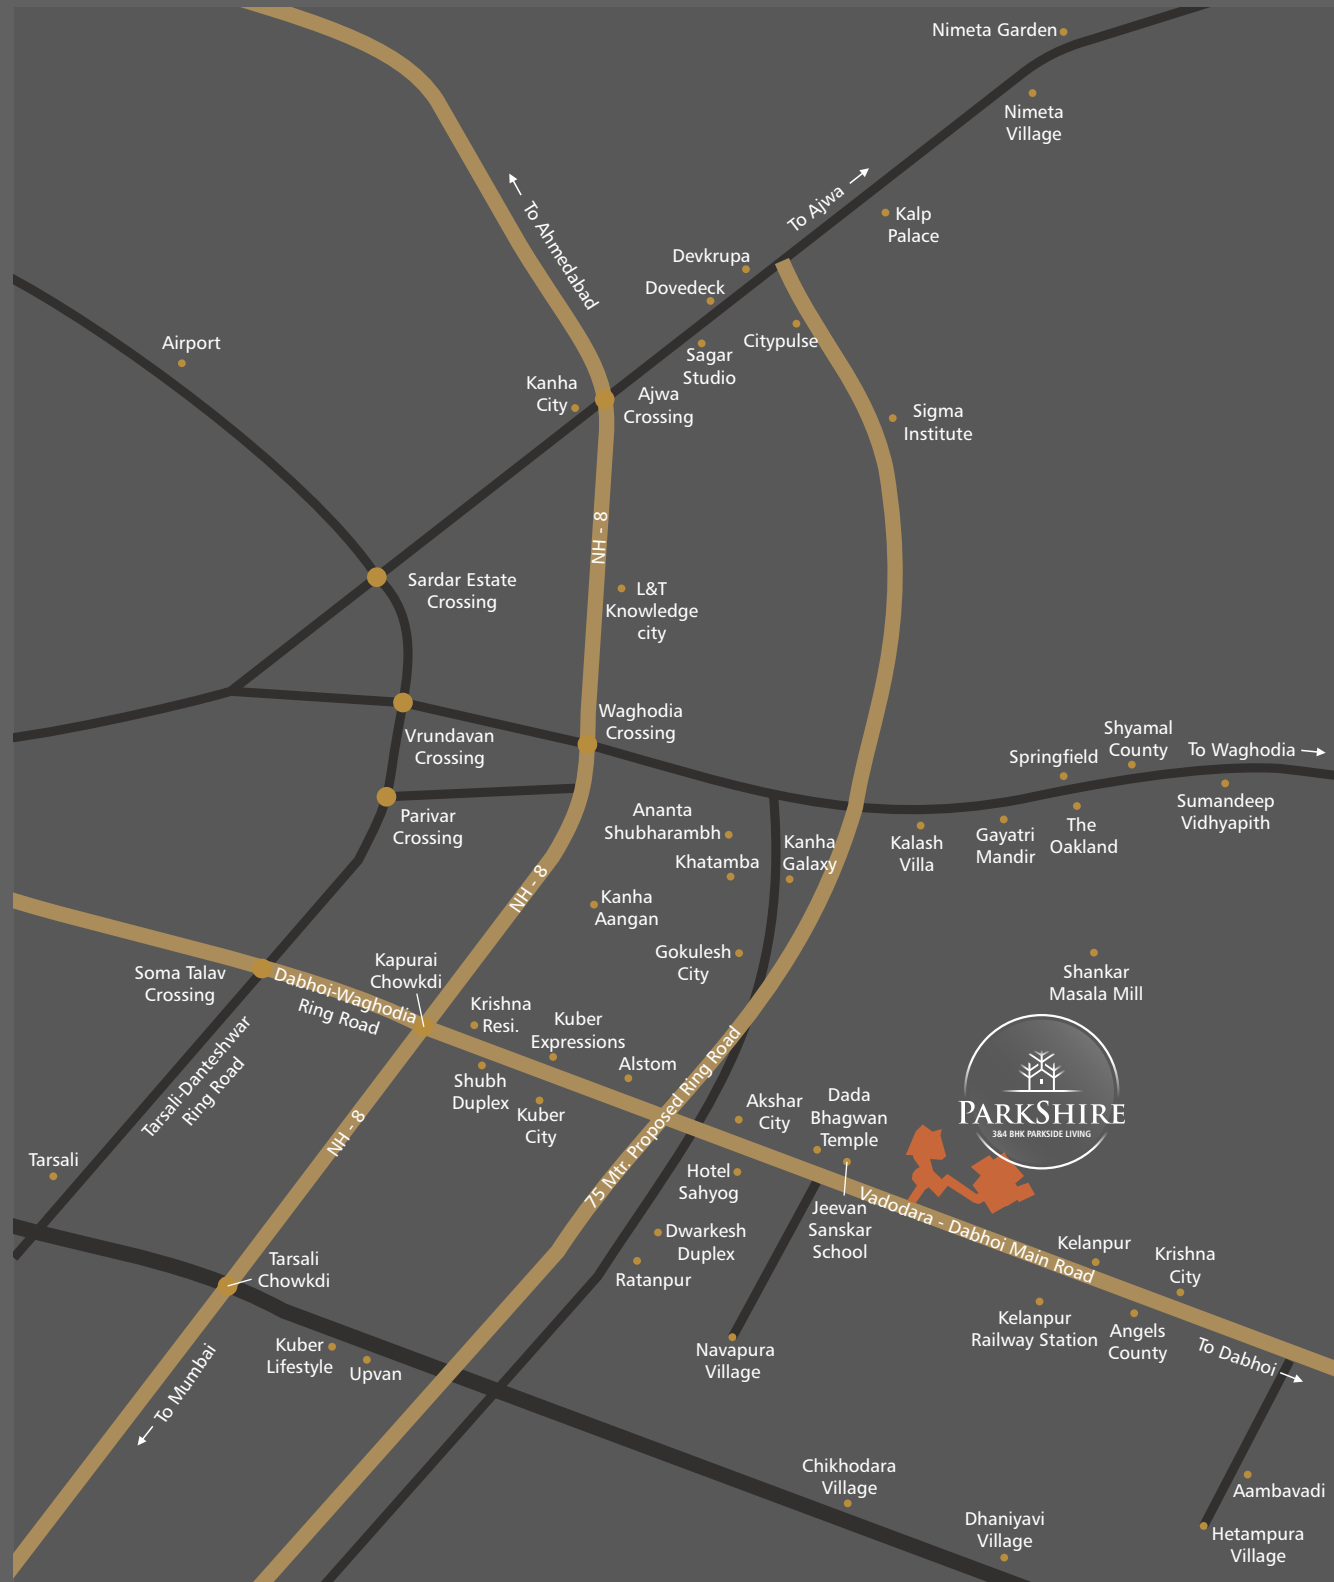 Nimeta Garden
Nimeta
Village
To Ajwa
Kalp
Palace
To Ahmedabad
Devkrupa
Dovedeck
Citypulse
Airport
Sagar
Studio
Kanha
City
Ajwa
Crossing
Sigma
Institute
NH - 8
Sardar Estate
Crossing
L&T
Knowledge
city
Waghodia
Crossing
Vrundavan
Crossing
Shyamal
County
To Waghodia
Springfield
Parivar
Crossing
Ananta
Shubharambh
Khatamba
Kanha
Galaxy
Kalash
Villa
Gayatri
Mandir
The
Oakland
Sumandeep
Vidhyapith
NH - 8
Kanha
Aangan
Gokulesh
City
Kapurai
Chowkdi
Soma Talav
Crossing
Dabhoi-Waghodia
Ring Road
Shankar
Masala Mill
Krishna
Resi.
Kuber
Expressions
Alstom
Shubh
Duplex
Kuber
City
Tarsali-Danteshwar
Ring Road
NH - 8
75 Mtr. Proposed Ring Road
Akshar
City
Dada
Bhagwan
Temple
PARKSHIRE
3&4 BHK PARKSIDE LIVING
Tarsali
Hotel
Sahyog
Jeevan
Sanskar
School
Vadodara - Dabhoi Main Road
Dwarkesh
Duplex
Ratanpur
Kelanpur
Krishna
City
Tarsali
Chowkdi
Kelanpur
Railway Station
Angels
County
To Dabhoi
Kuber
Lifestyle
Upvan
Navapura
Village
To Mumbai
Chikhodara
Village
Dhaniyavi
Village
Aambavadi
Hetampura
Village